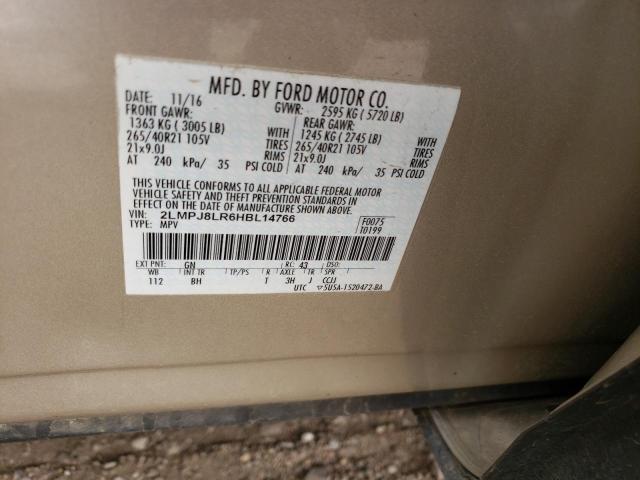 MFD. BY FORD MOTOR CO.
DATE: 11/16 GVWR: 2595 KG ( 5720 LB)
FRONT GAWR: REAR GAWR:
1363 KG ( 3005 LB) WITH 1245 KG ( 2745 LB) WITH
265/40R21 105V TIRES 265/40R21 105V TIRES
21x9.0J RIMS 21x9.0J RIMS
AT 240 kPa/ 35 PSI COLD AT 240 kPa/ 35 PSI COLD
THIS VEHICLE CONFORMS TO ALL APPLICABLE FEDERAL MOTOR
VEHICLE SAFETY AND THEFT PREVENTION STANDARDS IN
EFFECT ON THE DATE OF MANUFACTURE SHOWN ABOVE.
VIN: 2LMPJ8LR6HBL14766 F0075
TYPE: MPV T0199
EXT PNT: GN RC: 43 DSO:
WB INT TR TP/PS R AXLE TR SPR
112 BH T 3H J CCJJ
UTC ▽5U5A-1520472-BA